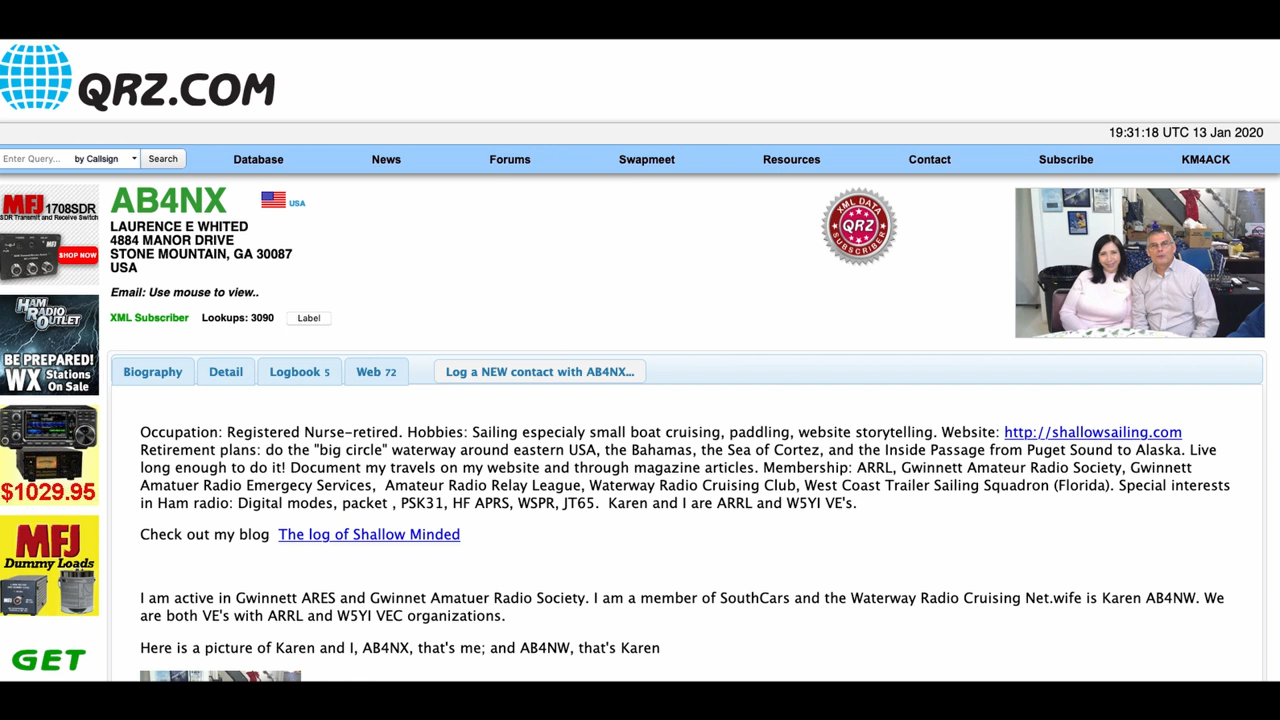 QRZ.COM
19:31:18 UTC 13 Jan 2020
Enter Query... by Callsign Search Database News Forums Swapmeet Resources Contact Subscribe KM4ACK
MFJ 1708SDR
SDR Transmit and Receive Switch
SHOP NOW
MFJ
HAM RADIO OUTLET
BE PREPARED!
WX Stations On Sale
$1029.95
MFJ
Dummy Loads
GET
AB4NX USA
LAURENCE E WHITED
4884 MANOR DRIVE
STONE MOUNTAIN, GA 30087
USA
Email: Use mouse to view..
XML Subscriber Lookups: 3090 Label
XML DATA
QRZ
SUBSCRIBER
Biography Detail Logbook 5 Web 72 Log a NEW contact with AB4NX...
Occupation: Registered Nurse-retired. Hobbies: Sailing especialy small boat cruising, paddling, website storytelling. Website: http://shallowsailing.com
Retirement plans: do the "big circle" waterway around eastern USA, the Bahamas, the Sea of Cortez, and the Inside Passage from Puget Sound to Alaska. Live
long enough to do it! Document my travels on my website and through magazine articles. Membership: ARRL, Gwinnett Amateur Radio Society, Gwinnett
Amatuer Radio Emergecy Services, Amateur Radio Relay League, Waterway Radio Cruising Club, West Coast Trailer Sailing Squadron (Florida). Special interests
in Ham radio: Digital modes, packet , PSK31, HF APRS, WSPR, JT65. Karen and I are ARRL and W5YI VE's.
Check out my blog The log of Shallow Minded
I am active in Gwinnett ARES and Gwinnet Amatuer Radio Society. I am a member of SouthCars and the Waterway Radio Cruising Net.wife is Karen AB4NW. We
are both VE's with ARRL and W5YI VEC organizations.
Here is a picture of Karen and I, AB4NX, that's me; and AB4NW, that's Karen